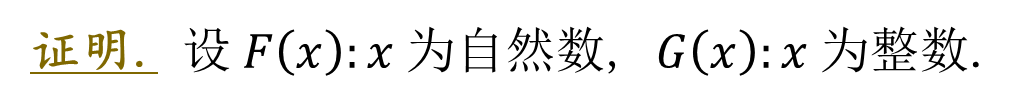 证明. 设 F(x): x 为自然数, G(x): x 为整数.